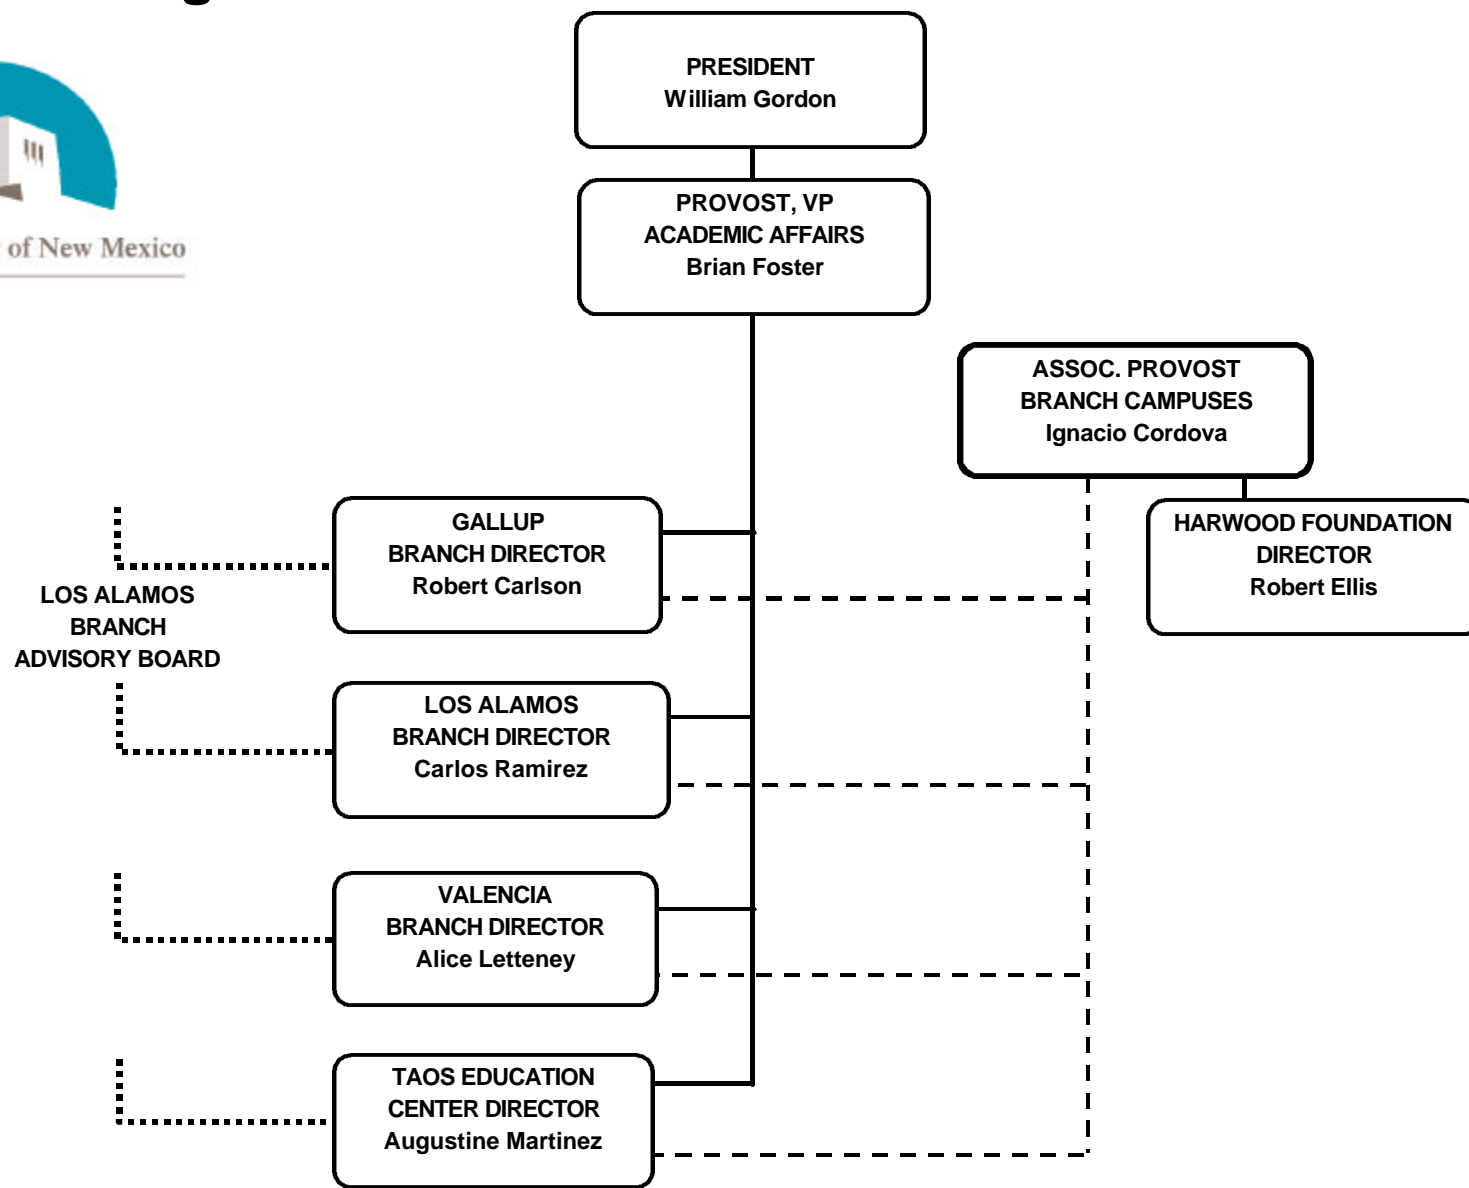 PRESIDENT
William Gordon
of New Mexico
PROVOST, VP
ACADEMIC AFFAIRS
Brian Foster
ASSOC. PROVOST
BRANCH CAMPUSES
Ignacio Cordova
GALLUP
BRANCH DIRECTOR
Robert Carlson
HARWOOD FOUNDATION
DIRECTOR
Robert Ellis
LOS ALAMOS
BRANCH
ADVISORY BOARD
LOS ALAMOS
BRANCH DIRECTOR
Carlos Ramirez
VALENCIA
BRANCH DIRECTOR
Alice Letteney
TAOS EDUCATION
CENTER DIRECTOR
Augustine Martinez